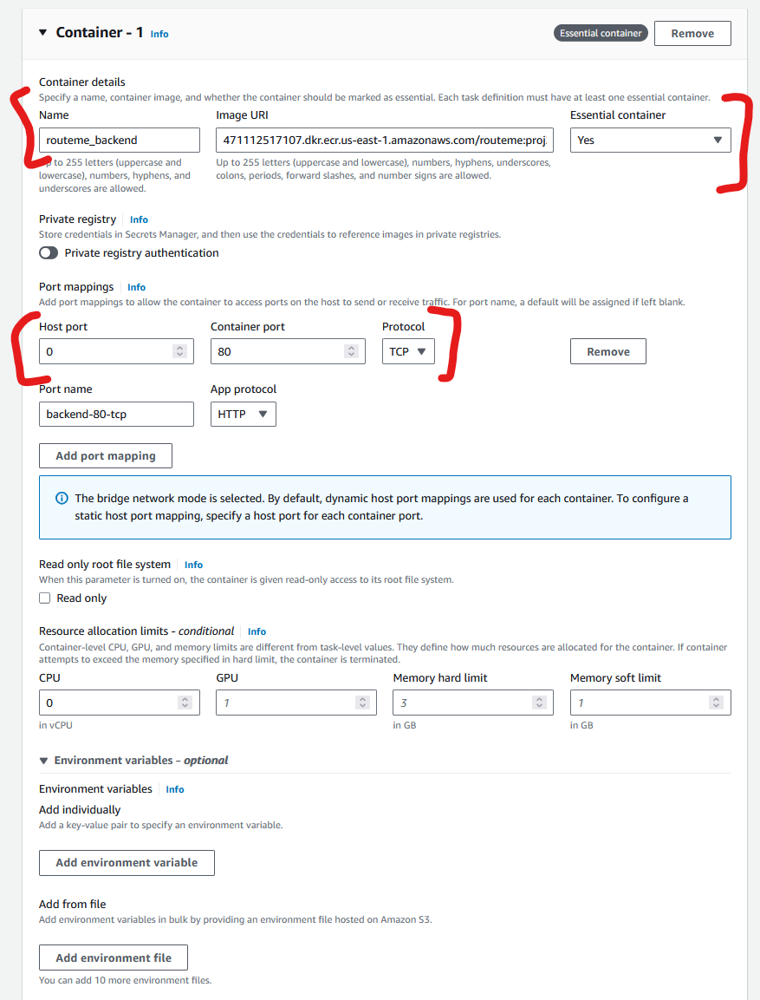 Container - 1 Info Essential container Remove
Container details
Specify a name, container image, and whether the container should be marked as essential. Each task definition must have at least one essential container.
Name Image URI Essential container
routeme_backend 471112517107.dkr.ecr.us-east-1.amazonaws.com/routeme:proj. Yes
to 255 letters (uppercase and Up to 255 letters (uppercase and lowercase), numbers, hyphens, underscores,
lowercase), numbers, hyphens, and colons, periods, forward slashes, and number signs are allowed.
underscores are allowed.
Private registry Info
Store credentials in Secrets Manager, and then use the credentials to reference images in private registries.
Private registry authentication
Port mappings Info
Add port mappings to allow the container to access ports on the host to send or receive traffic. For port name, a default will be assigned if left blank.
Host port Container port Protocol
0 80 TCP Remove
Port name App protocol
backend-80-tcp HTTP
Add port mapping
The bridge network mode is selected. By default, dynamic host port mappings are used for each container. To configure a
static host port mapping, specify a host port for each container port.
Read only root file system Info
When this parameter is turned on, the container is given read-only access to its root file system.
Read only
Resource allocation limits - conditional Info
Container-level CPU, GPU, and memory limits are different from task-level values. They define how much resources are allocated for the container. If container
attempts to exceed the memory specified in hard limit, the container is terminated.
CPU GPU Memory hard limit Memory soft limit
0 1 3 1
in vCPU in GB in GB
Environment variables - optional
Environment variables Info
Add individually
Add a key-value pair to specify an environment variable.
Add environment variable
Add from file
Add environment variables in bulk by providing an environment file hosted on Amazon S3.
Add environment file
You can add 10 more environment files.